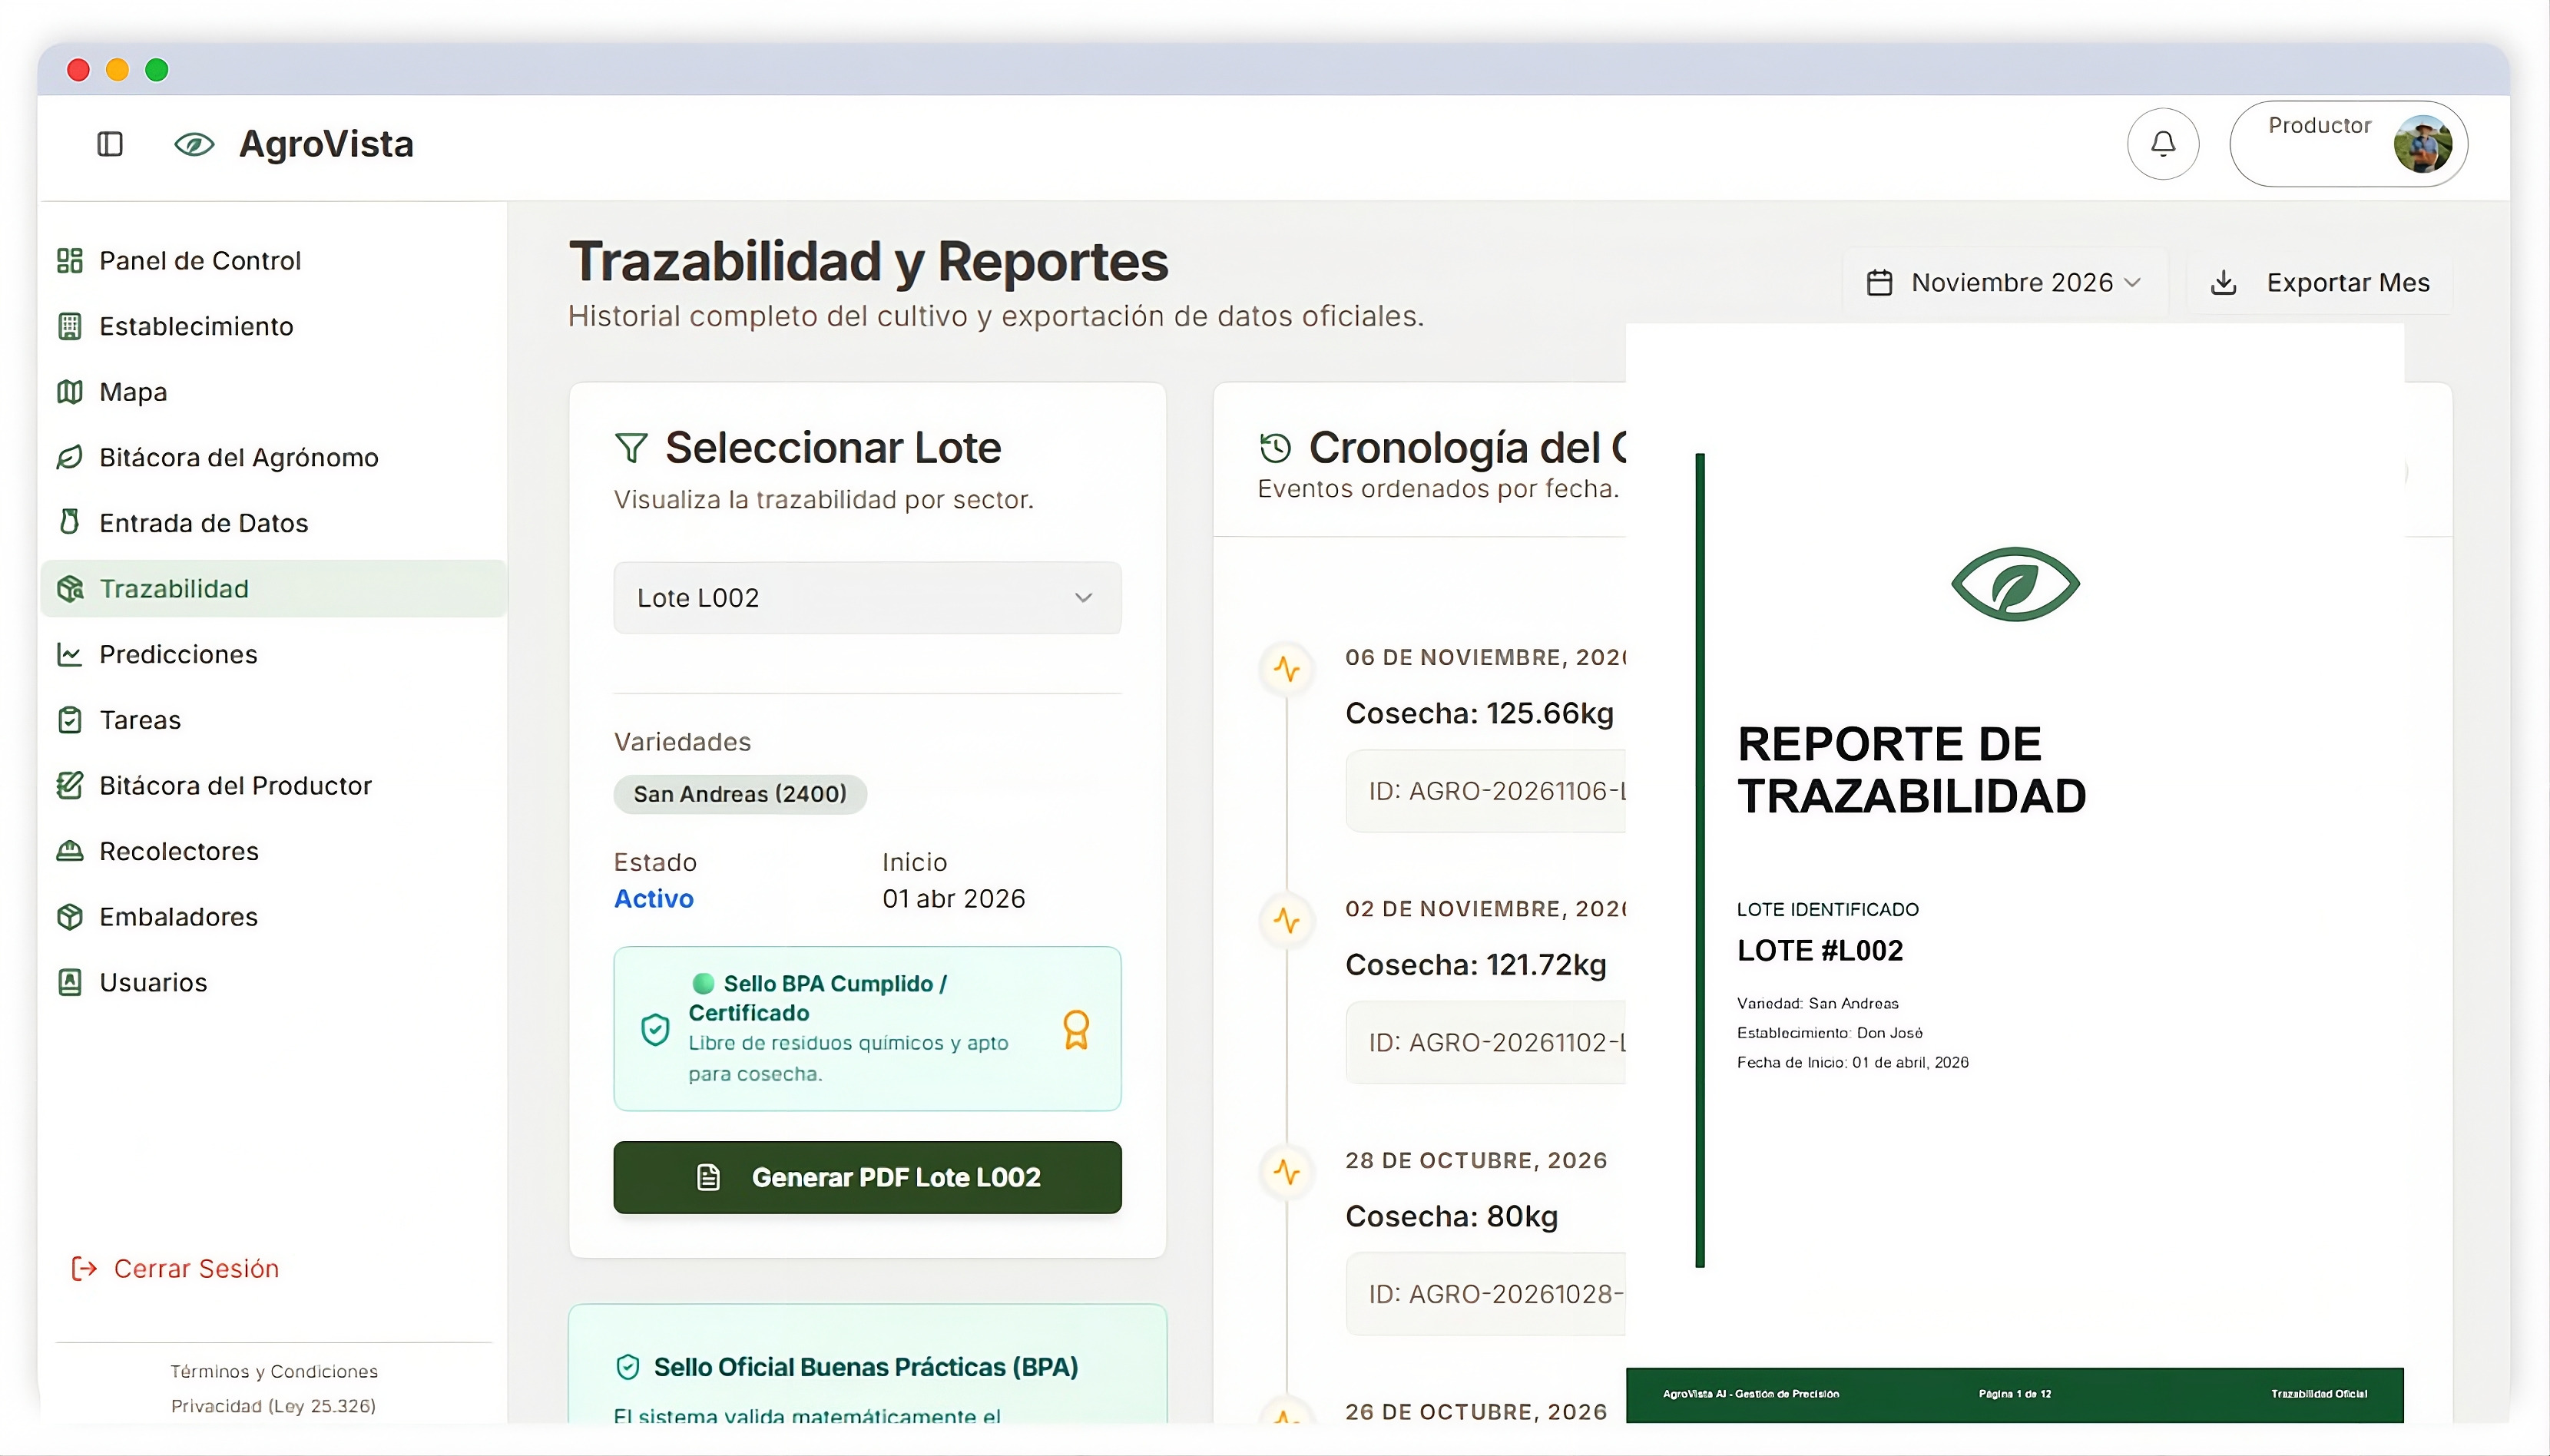 AgroVista
Productor
Panel de Control
Establecimiento
Mapa
Bitácora del Agrónomo
Entrada de Datos
Trazabilidad
Predicciones
Tareas
Bitácora del Productor
Recolectores
Embaladores
Usuarios
Cerrar Sesión
Términos y Condiciones
Privacidad (Ley 25.326)
Trazabilidad y Reportes
Historial completo del cultivo y exportación de datos oficiales.
Noviembre 2026
Exportar Mes
Seleccionar Lote
Visualiza la trazabilidad por sector.
Lote L002
Variedades
San Andreas (2400)
Estado
Inicio
Activo
01 abr 2026
Sello BPA Cumplido /
Certificado
Libre de residuos químicos y apto
para cosecha.
Generar PDF Lote L002
Sello Oficial Buenas Prácticas (BPA)
El sistema valida matemáticamente el
Cronología del
Eventos ordenados por fecha.
06 DE NOVIEMBRE, 202
Cosecha: 125.66kg
ID: AGRO-20261106-
02 DE NOVIEMBRE, 202
Cosecha: 121.72kg
ID: AGRO-20261102-
28 DE OCTUBRE, 2026
Cosecha: 80kg
ID: AGRO-20261028-
26 DE OCTUBRE, 2026
REPORTE DE
TRAZABILIDAD
LOTE IDENTIFICADO
LOTE #L002
Variedad: San Andreas
Establecimiento: Don José
Fecha de Inicio: 01 de abril, 2026
AgroVista AI - Gestión de Precisión
Página 1 de 12
Trazabilidad Oficial